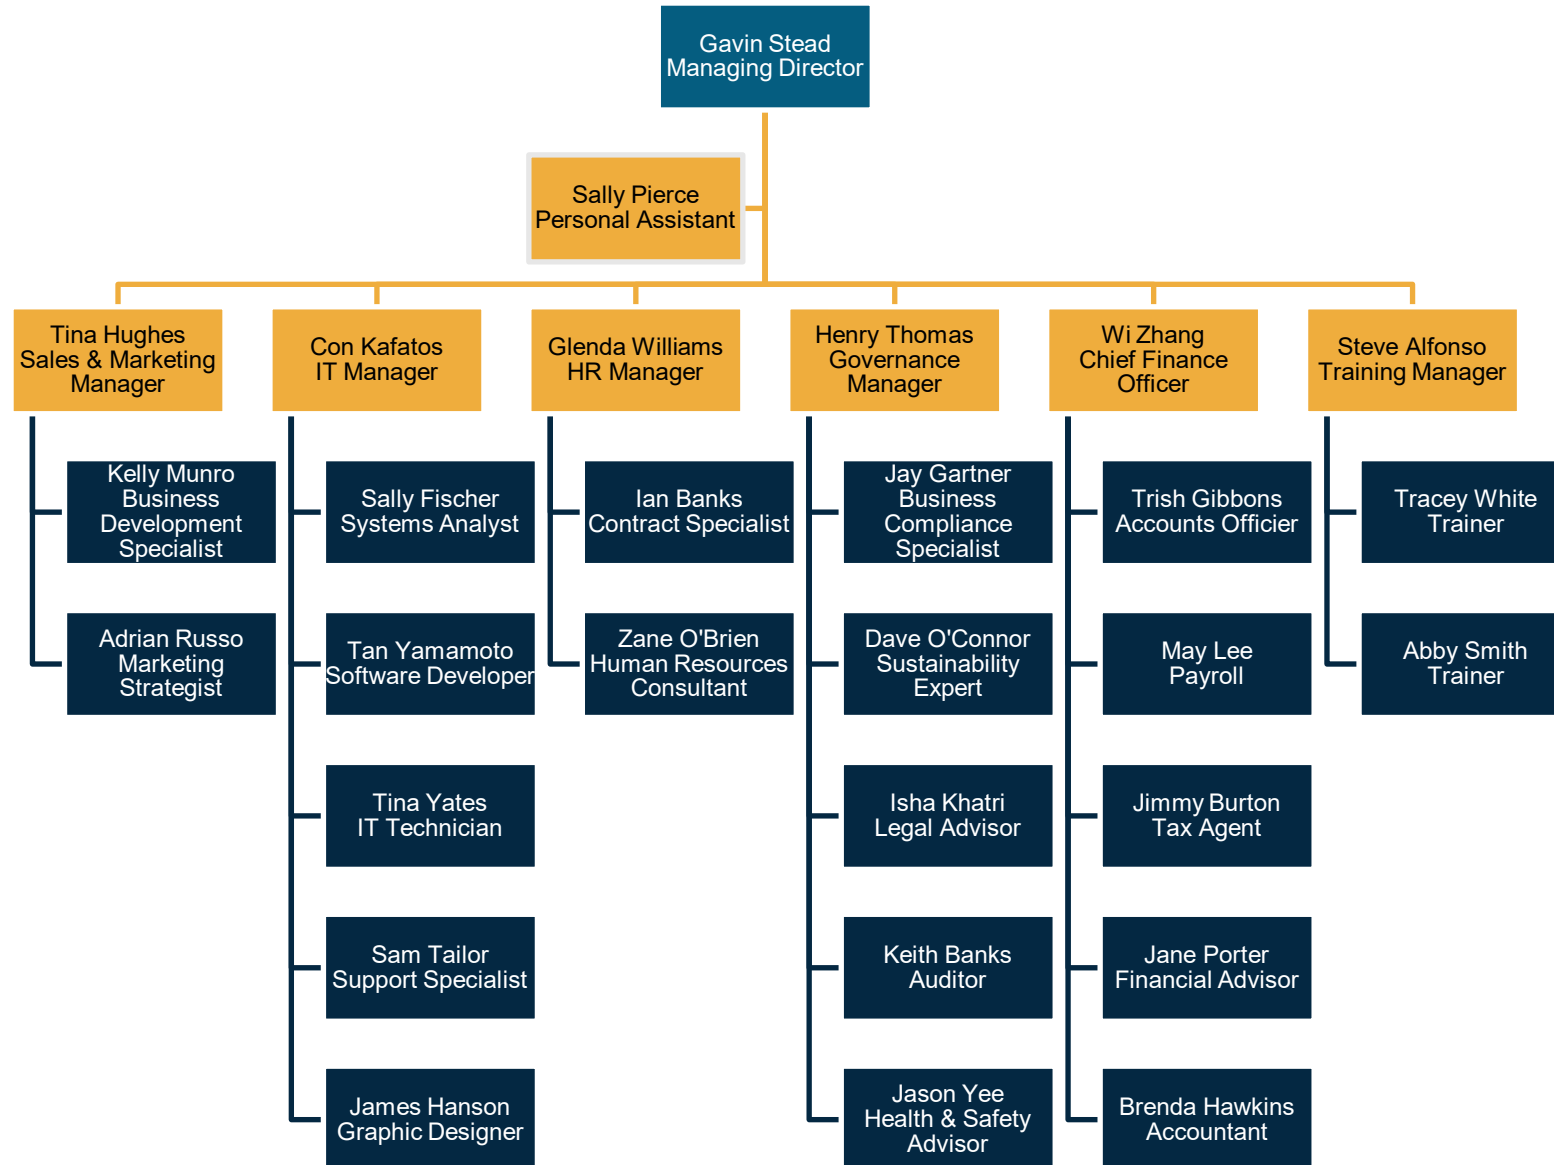 Gavin Stead
Managing Director
Sally Pierce
Personal Assistant
Tina Hughes
Sales & Marketing
Manager
Con Kafatos
IT Manager
Glenda Williams
HR Manager
Henry Thomas
Governance
Manager
Wi Zhang
Chief Finance
Officer
Steve Alfonso
Training Manager
Kelly Munro
Business
Development
Specialist
Adrian Russo
Marketing
Strategist
Sally Fischer
Systems Analyst
Tan Yamamoto
Software Developer
Tina Yates
IT Technician
Sam Tailor
Support Specialist
James Hanson
Graphic Designer
Ian Banks
Contract Specialist
Zane O'Brien
Human Resources
Consultant
Jay Gartner
Business
Compliance
Specialist
Dave O'Connor
Sustainability
Expert
Isha Khatri
Legal Advisor
Keith Banks
Auditor
Jason Yee
Health & Safety
Advisor
Trish Gibbons
Accounts Officier
May Lee
Payroll
Jimmy Burton
Tax Agent
Jane Porter
Financial Advisor
Brenda Hawkins
Accountant
Tracey White
Trainer
Abby Smith
Trainer